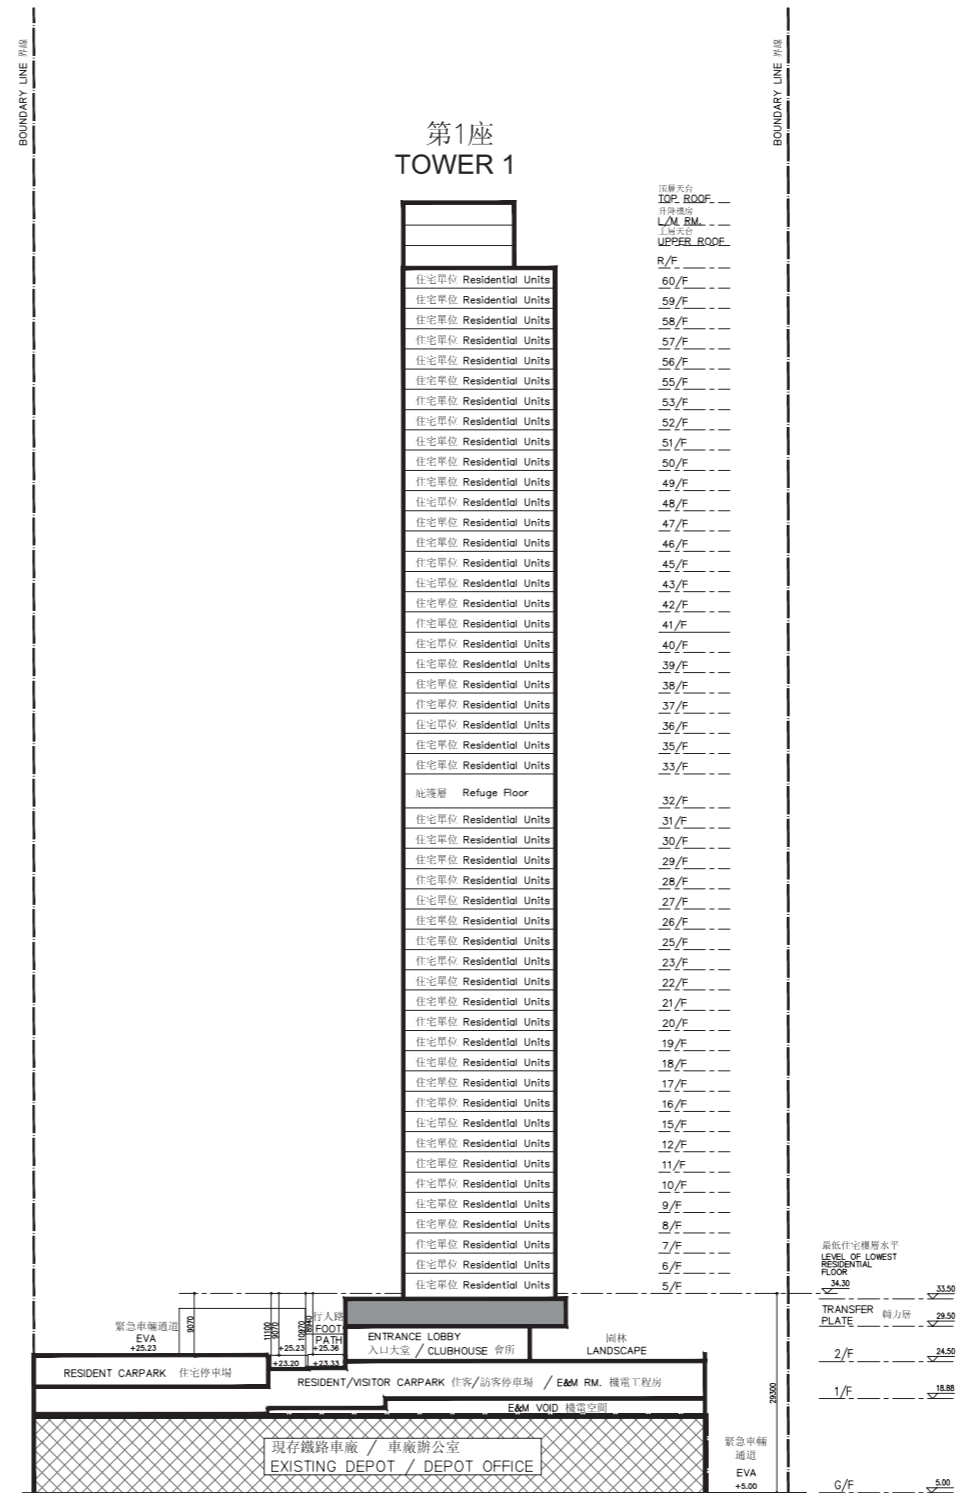 BOUNDARY LINE 界線
BOUNDARY LINE 界線
第1座
TOWER 1
頂層天台
TOP ROOF
升降機房
L/M RM.
上層天台
UPPER ROOF
R/F
住宅單位 Residential Units 60/F
住宅單位 Residential Units 59/F
住宅單位 Residential Units 58/F
住宅單位 Residential Units 57/F
住宅單位 Residential Units 56/F
住宅單位 Residential Units 55/F
住宅單位 Residential Units 53/F
住宅單位 Residential Units 52/F
住宅單位 Residential Units 51/F
住宅單位 Residential Units 50/F
住宅單位 Residential Units 49/F
住宅單位 Residential Units 48/F
住宅單位 Residential Units 47/F
住宅單位 Residential Units 46/F
住宅單位 Residential Units 45/F
住宅單位 Residential Units 43/F
住宅單位 Residential Units 42/F
住宅單位 Residential Units 41/F
住宅單位 Residential Units 40/F
住宅單位 Residential Units 39/F
住宅單位 Residential Units 38/F
住宅單位 Residential Units 37/F
住宅單位 Residential Units 36/F
住宅單位 Residential Units 35/F
住宅單位 Residential Units 33/F
庇護層 Refuge Floor 32/F
住宅單位 Residential Units 31/F
住宅單位 Residential Units 30/F
住宅單位 Residential Units 29/F
住宅單位 Residential Units 28/F
住宅單位 Residential Units 27/F
住宅單位 Residential Units 26/F
住宅單位 Residential Units 25/F
住宅單位 Residential Units 23/F
住宅單位 Residential Units 22/F
住宅單位 Residential Units 21/F
住宅單位 Residential Units 20/F
住宅單位 Residential Units 19/F
住宅單位 Residential Units 18/F
住宅單位 Residential Units 17/F
住宅單位 Residential Units 16/F
住宅單位 Residential Units 15/F
住宅單位 Residential Units 12/F
住宅單位 Residential Units 11/F
住宅單位 Residential Units 10/F
住宅單位 Residential Units 9/F
住宅單位 Residential Units 8/F
住宅單位 Residential Units 7/F
住宅單位 Residential Units 6/F
住宅單位 Residential Units 5/F
最低住宅樓層水平
LEVEL OF LOWEST
RESIDENTIAL
FLOOR
34.30
33.50
TRANSFER 轉力層
PLATE
29.50
2/F 24.50
1/F 18.88
G/F 5.00
緊急車輛通道
EVA
+25.23
9070
11100
9070
10970
+25.23
+23.20
行人路
FOOT
PATH
+25.36
+23.33
ENTRANCE LOBBY
入口大堂 / CLUBHOUSE 會所
園林
LANDSCAPE
RESIDENT CARPARK 住宅停車場
RESIDENT/VISITOR CARPARK 住客/訪客停車場 / E&M RM. 機電工程房
E&M VOID 機電空間
29300
現存鐵路車廠 / 車廠辦公室
EXISTING DEPOT / DEPOT OFFICE
緊急車輛
通道
EVA
+5.00